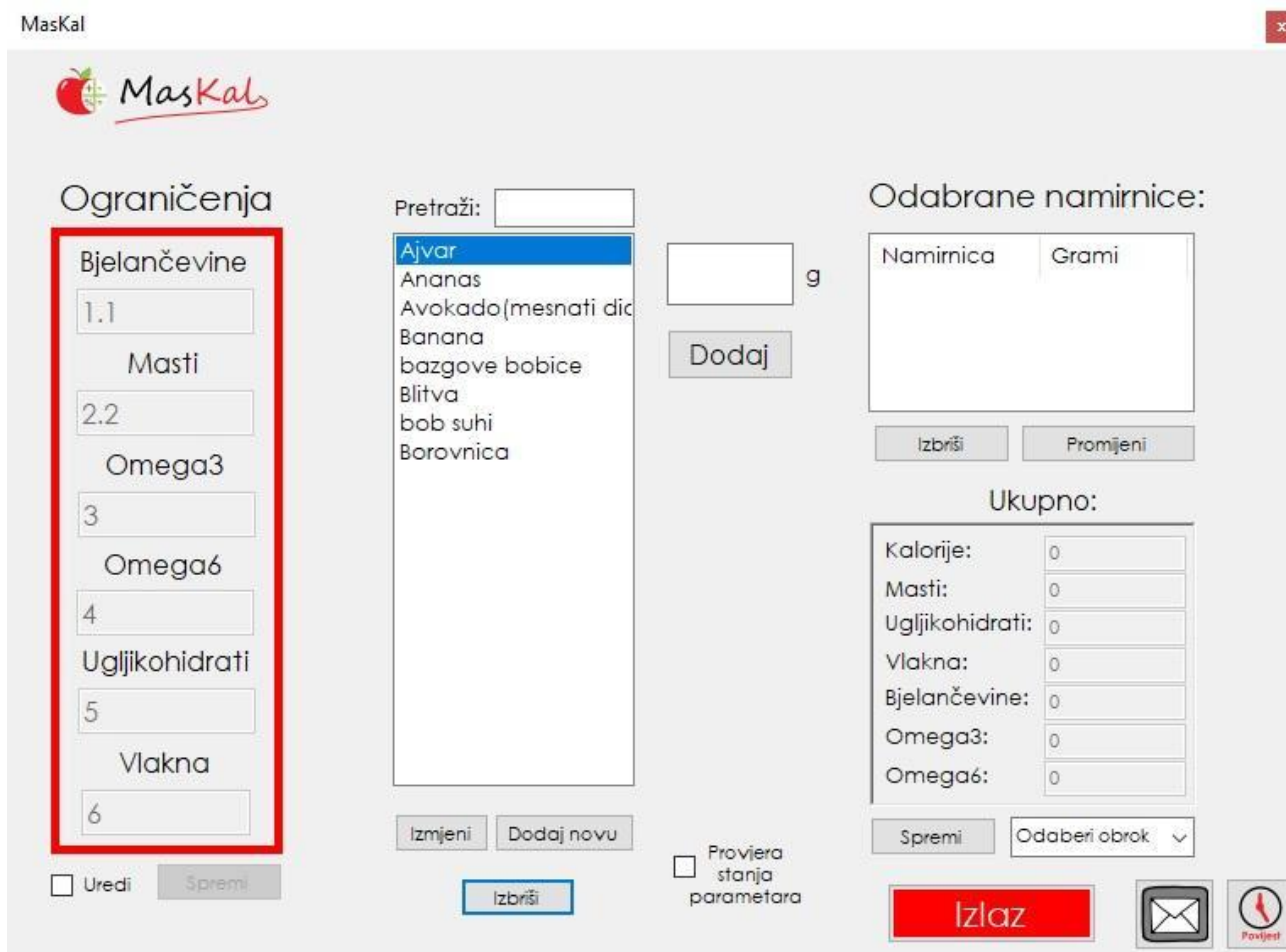 MasKal
x
MasKal
Ograničenja
Bjelančevine
1.1
Masti
2.2
Omega3
3
Omega6
4
Ugljikohidrati
5
Vlakna
6
Uredi
Spremi
Pretraži:
Ajvar
Ananas
Avokado(mesnati dio
Banana
bazgove bobice
Blitva
bob suhi
Borovnica
Izmjeni
Dodaj novu
Izbriši
g
Dodaj
Provjera
stanja
parametara
Odabrane namirnice:
Namirnica Grami
Izbriši
Promijeni
Ukupno:
Kalorije: 0
Masti: 0
Ugljikohidrati: 0
Vlakna: 0
Bjelančevine: 0
Omega3: 0
Omega6: 0
Spremi
Odaberi obrok
Izlaz
Povijest